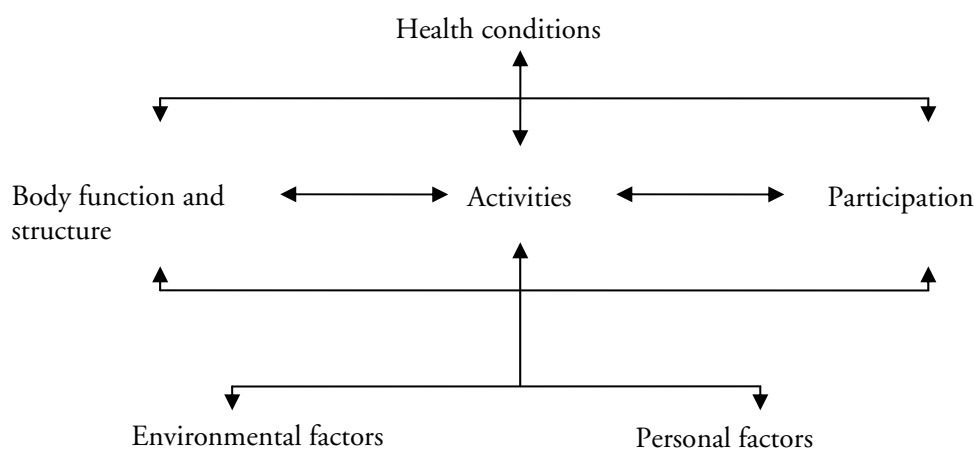 Health conditions
Body function and
structure
Activities
Participation
Environmental factors
Personal factors